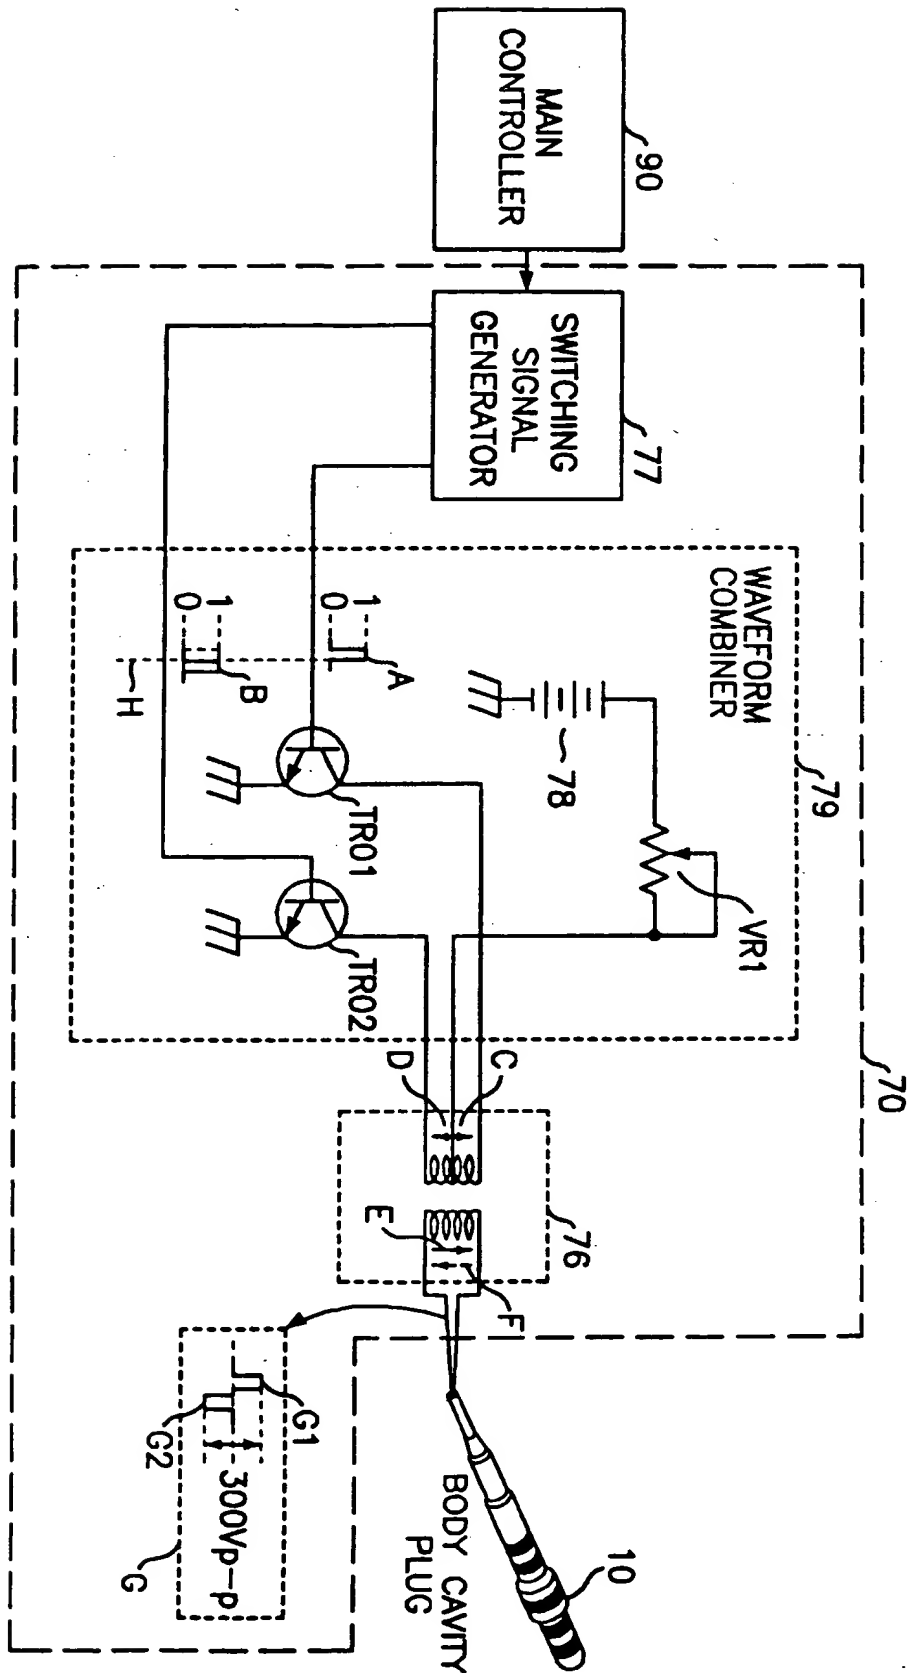 MAIN
CONTROLLER
90
SWITCHING
SIGNAL
GENERATOR
77
70
WAVEFORM
COMBINER
79
78
VR1
1
0
A
1
0
B
H
TR01
TR02
C
D
76
E
F
G1
G2
300Vp-p
G
10
BODY CAVITY
PLUG